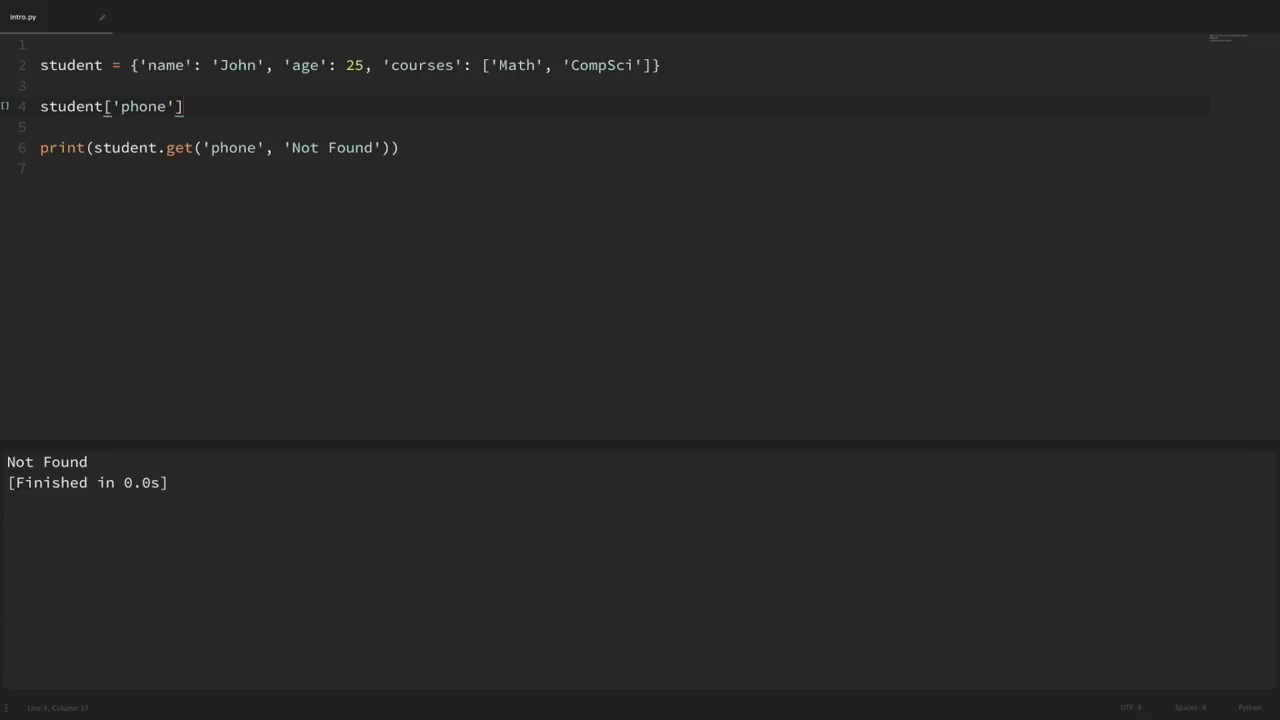 intro.py
1
2 student = {'name': 'John', 'age': 25, 'courses': ['Math', 'CompSci']}
3
[] 4 student['phone']
5
6 print(student.get('phone', 'Not Found'))
7
Not Found
[Finished in 0.0s]
Line 4, Column 17 UTF-8 Spaces: 4 Python